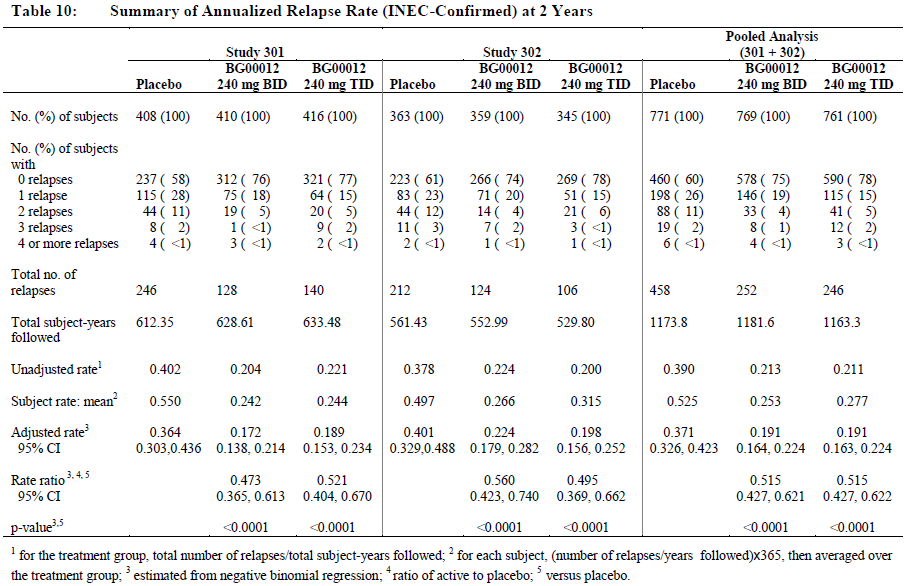 Table 10: Summary of Annualized Relapse Rate (INEC-Confirmed) at 2 Years
Study 301 Study 302 Pooled Analysis (301 + 302)
Placebo BG00012 240 mg BID BG00012 240 mg TID Placebo BG00012 240 mg BID BG00012 240 mg TID Placebo BG00012 240 mg BID BG00012 240 mg TID
No. (%) of subjects 408 (100) 410 (100) 416 (100) 363 (100) 359 (100) 345 (100) 771 (100) 769 (100) 761 (100)
No. (%) of subjects
with
0 relapses 237 ( 58) 312 ( 76) 321 ( 77) 223 ( 61) 266 ( 74) 269 ( 78) 460 ( 60) 578 ( 75) 590 ( 78)
1 relapse 115 ( 28) 75 ( 18) 64 ( 15) 83 ( 23) 71 ( 20) 51 ( 15) 198 ( 26) 146 ( 19) 115 ( 15)
2 relapses 44 ( 11) 19 ( 5) 20 ( 5) 44 ( 12) 14 ( 4) 21 ( 6) 88 ( 11) 33 ( 4) 41 ( 5)
3 relapses 8 ( 2) 1 ( <1) 9 ( 2) 11 ( 3) 7 ( 2) 3 ( <1) 19 ( 2) 8 ( 1) 12 ( 2)
4 or more relapses 4 ( <1) 3 ( <1) 2 ( <1) 2 ( <1) 1 ( <1) 1 ( <1) 6 ( <1) 4 ( <1) 3 ( <1)
Total no. of
relapses 246 128 140 212 124 106 458 252 246
Total subject-years 612.35 628.61 633.48 561.43 552.99 529.80 1173.8 1181.6 1163.3
followed
Unadjusted rate¹ 0.402 0.204 0.221 0.378 0.224 0.200 0.390 0.213 0.211
Subject rate: mean² 0.550 0.242 0.244 0.497 0.266 0.315 0.525 0.253 0.277
Adjusted rate³ 0.364 0.172 0.189 0.401 0.224 0.198 0.371 0.191 0.191
95% CI 0.303,0.436 0.138, 0.214 0.153, 0.234 0.329,0.488 0.179, 0.282 0.156, 0.252 0.326, 0.423 0.164, 0.224 0.163, 0.224
Rate ratio ³, ⁴, ⁵ 0.473 0.521 0.560 0.495 0.515 0.515
95% CI 0.365, 0.613 0.404, 0.670 0.423, 0.740 0.369, 0.662 0.427, 0.621 0.427, 0.622
p-value³,⁵ <0.0001 <0.0001 <0.0001 <0.0001 <0.0001 <0.0001
¹ for the treatment group, total number of relapses/total subject-years followed; ² for each subject, (number of relapses/years followed)x365, then averaged over
the treatment group; ³ estimated from negative binomial regression; ⁴ ratio of active to placebo; ⁵ versus placebo.